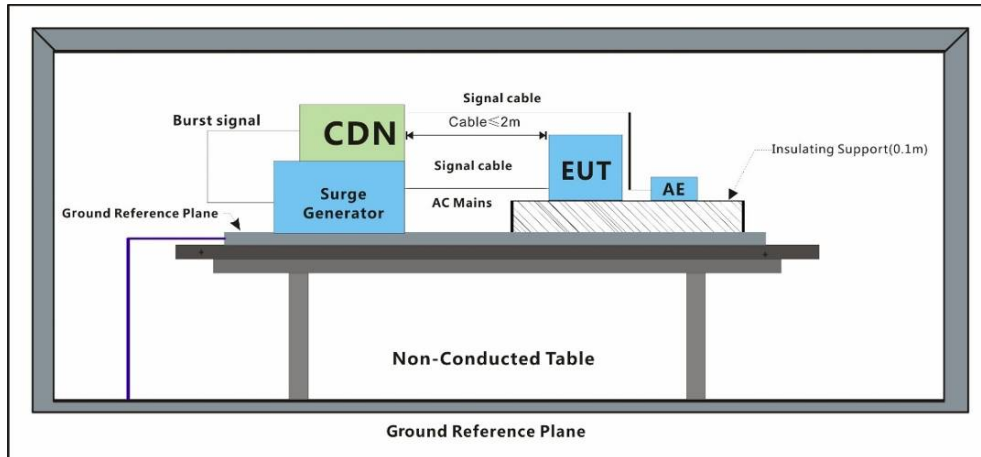 Signal cable
Cable≤2m
Burst signal
CDN
Insulating Support(0.1m)
Signal cable
EUT
Surge
Generator
AE
AC Mains
Ground Reference Plane
Non-Conducted Table
Ground Reference Plane